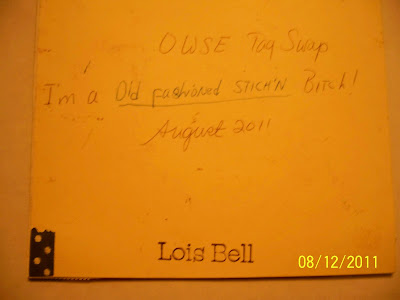 OWSE Tag Swap
I'm a Old fashioned STICH'N Bitch!
August 2011
Lois Bell
08/12/2011